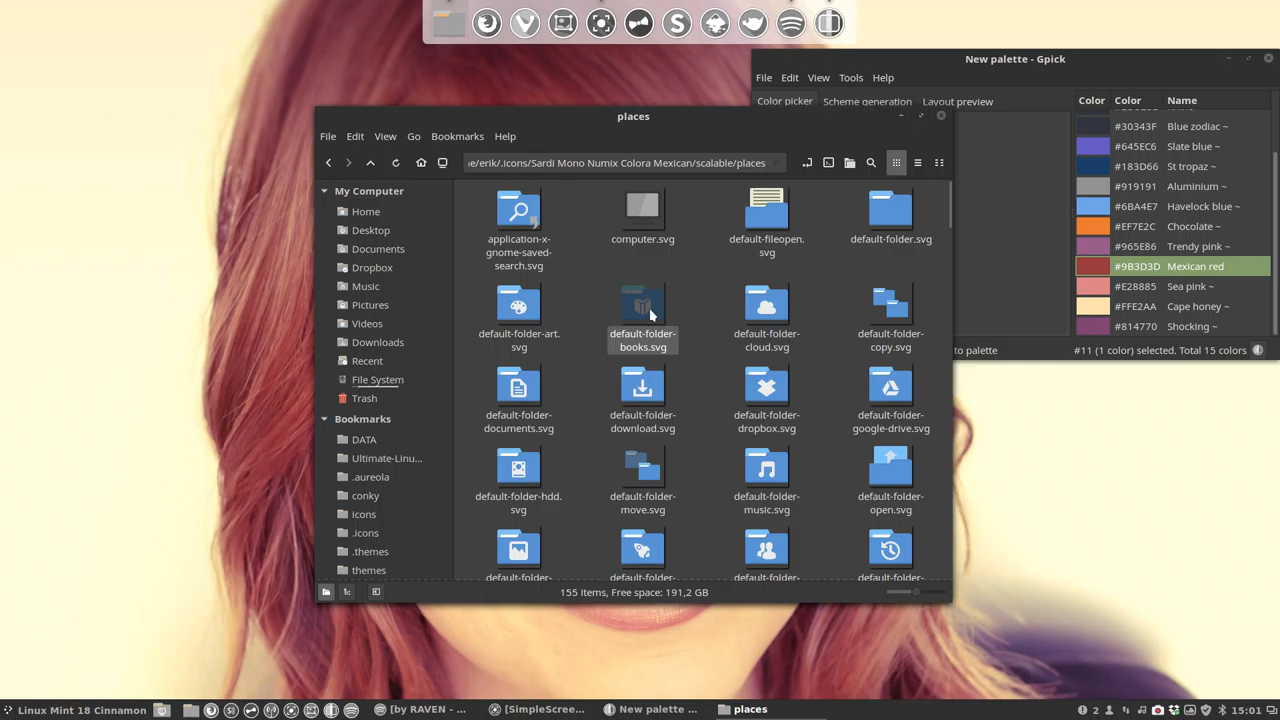 New palette - Gpick
File Edit View Tools Help
Color picker Scheme generation Layout preview
Color Color Name
#30343F Blue zodiac ~
#645EC6 Slate blue ~
#183D66 St tropaz ~
#919191 Aluminium ~
#6BA4E7 Havelock blue ~
#EF7E2C Chocolate ~
#965E86 Trendy pink ~
#9B3D3D Mexican red
#E28885 Sea pink ~
#FFE2AA Cape honey ~
#814770 Shocking ~
to palette
#11 (1 color) selected. Total 15 colors
places
File Edit View Go Bookmarks Help
e/erik/.icons/Sardi Mono Numix Colora Mexican/scalable/places
My Computer
Home
Desktop
Documents
Dropbox
Music
Pictures
Videos
Downloads
Recent
File System
Trash
Bookmarks
DATA
Ultimate-Linu...
.aureola
conky
icons
.icons
.themes
themes
application-x-
gnome-saved-
search.svg
computer.svg
default-fileopen.
svg
default-folder.svg
default-folder-art.
svg
default-folder-
books.svg
default-folder-
cloud.svg
default-folder-
copy.svg
default-folder-
documents.svg
default-folder-
download.svg
default-folder-
dropbox.svg
default-folder-
google-drive.svg
default-folder-hdd.
svg
default-folder-
move.svg
default-folder-
music.svg
default-folder-
open.svg
default-folder-
default-folder-
default-folder-
default-folder-
155 items, Free space: 191,2 GB
Linux Mint 18 Cinnamon
[by RAVEN - ...
[SimpleScree...
New palette ...
places
2
15:01